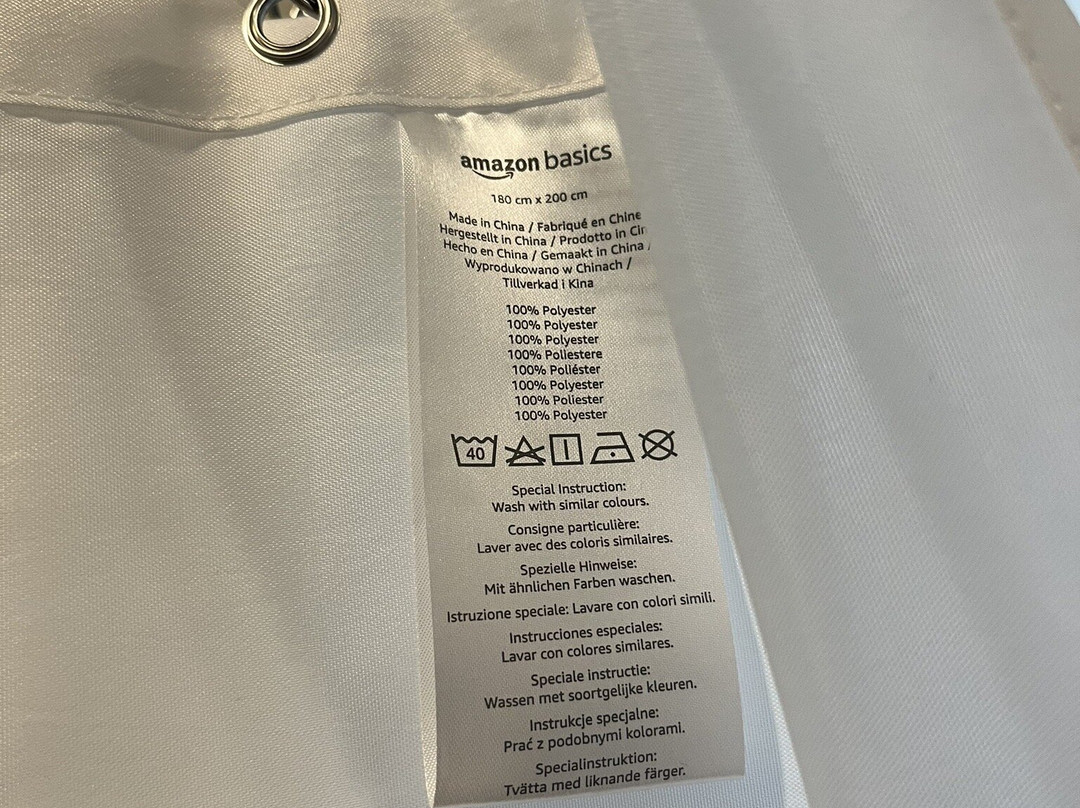 amazon basics
180 cm x 200 cm
Made in China / Fabriqué en Chine
Hergestellt in China / Prodotto in
Hecho en China / Gemaakt in China /
Wyprodukowano w Chinach /
Tillverkad i Kina
100% Polyester
100% Polyester
100% Polyester
100% Poliestere
100% Poliéster
100% Polyester
100% Poliester
100% Polyester
40
Special Instruction:
Wash with similar colours.
Consigne particulière:
Laver avec des coloris similaires.
Spezielle Hinweise:
Mit ähnlichen Farben waschen.
Istruzione speciale: Lavare con colori simili.
Instrucciones especiales:
Lavar con colores similares.
Speciale instructie:
Wassen met soortgelijke kleuren.
Instrukcje specjalne:
Prać z podobnymi kolorami.
Specialinstruktion:
Tvätta med liknande färger.